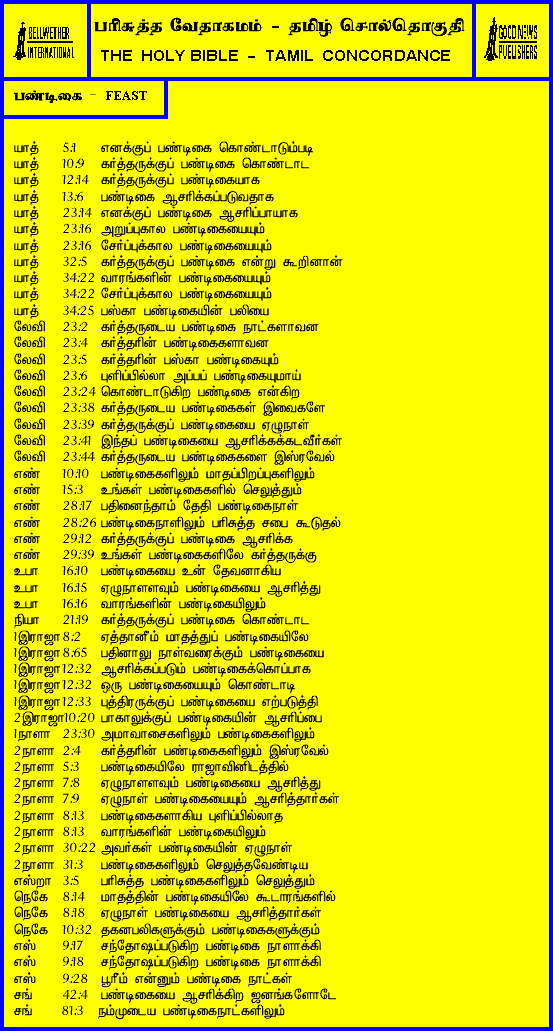 BELLWETHER
INTERNATIONAL
பரிசுத்த வேதாகமம் - தமிழ் சொல்தொகுதி
THE HOLY BIBLE - TAMIL CONCORDANCE
GOOD NEWS
PUBLISHERS
பண்டிகை - FEAST
யாத் 5:1 எனக்குப் பண்டிகை கொண்டாடும்படி
யாத் 10:9 கர்த்தருக்குப் பண்டிகை கொண்டாட
யாத் 12:14 கர்த்தருக்குப் பண்டிகையாக
யாத் 13:6 பண்டிகை ஆசரிக்கப்படுவதாக
யாத் 23:14 எனக்குப் பண்டிகை ஆசரிப்பாயாக
யாத் 23:16 அறுப்புகால பண்டிகையையும்
யாத் 23:16 சேர்ப்புக்கால பண்டிகையையும்
யாத் 32:5 கர்த்தருக்குப் பண்டிகை என்று கூறினான்
யாத் 34:22 வாரங்களின் பண்டிகையையும்
யாத் 34:22 சேர்ப்புக்கால பண்டிகையையும்
யாத் 34:25 பஸ்கா பண்டிகையின் பலியை
லேவி 23:2 கர்த்தருடைய பண்டிகை நாட்களாவன
லேவி 23:4 கர்த்தரின் பண்டிகைகளாவன
லேவி 23:5 கர்த்தரின் பஸ்கா பண்டிகையும்
லேவி 23:6 புளிப்பில்லா அப்பப் பண்டிகையுமாய்
லேவி 23:24 கொண்டாடுகிற பண்டிகை என்கிற
லேவி 23:38 கர்த்தருடைய பண்டிகைகள் இவைகளே
லேவி 23:39 கர்த்தருக்குப் பண்டிகையை ஏழுநாள்
லேவி 23:41 இந்தப் பண்டிகையை ஆசரிக்கக்கடவீர்கள்
லேவி 23:44 கர்த்தருடைய பண்டிகைகளை இஸ்ரவேல்
எண் 10:10 பண்டிகைகளிலும் மாதப்பிறப்புகளிலும்
எண் 15:3 உங்கள் பண்டிகைகளில் செலுத்தும்
எண் 28:17 பதினைந்தாம் தேதி பண்டிகைநாள்
எண் 28:26 பண்டிகைநாளிலும் பரிசுத்த சபை கூடுதல்
எண் 29:12 கர்த்தருக்குப் பண்டிகை ஆசரிக்க
எண் 29:39 உங்கள் பண்டிகைகளிலே கர்த்தருக்கு
உபா 16:10 பண்டிகையை உன் தேவனாகிய
உபா 16:15 ஏழுநாளளவும் பண்டிகையை ஆசரித்து
உபா 16:16 வாரங்களின் பண்டிகையிலும்
நியா 21:19 கர்த்தருக்குப் பண்டிகை கொண்டாட
1இராஜா 8:2 ஏத்தானீம் மாதத்துப் பண்டிகையிலே
1இராஜா 8:65 பதினாலு நாள்வரைக்கும் பண்டிகையை
1இராஜா 12:32 ஆசரிக்கப்படும் பண்டிகைக்கொப்பாக
1இராஜா 12:32 ஒரு பண்டிகையையும் கொண்டாடி
1இராஜா 12:33 புத்திரருக்குப் பண்டிகையை எற்படுத்தி
2இராஜா 10:20 பாகாலுக்குப் பண்டிகையின் ஆசரிப்பை
1நாளா 23:30 அமாவாசைகளிலும் பண்டிகைகளிலும்
2நாளா 2:4 கர்த்தரின் பண்டிகைகளிலும் இஸ்ரவேல்
2நாளா 5:3 பண்டிகையிலே ராஜாவினிடத்தில்
2நாளா 7:8 ஏழுநாளளவும் பண்டிகையை ஆசரித்து
2நாளா 7:9 ஏழுநாள் பண்டிகையையும் ஆசரித்தார்கள்
2நாளா 8:13 பண்டிகைகளாகிய புளிப்பில்லாத
2நாளா 8:13 வாரங்களின் பண்டிகையிலும்
2நாளா 30:22 அவர்கள் பண்டிகையின் ஏழுநாள்
2நாளா 31:3 பண்டிகைகளிலும் செலுத்தவேண்டிய
எஸ்றா 3:5 பரிசுத்த பண்டிகைகளிலும் செலுத்தும்
நெகே 8:14 மாதத்தின் பண்டிகையிலே கூடாரங்களில்
நெகே 8:18 ஏழுநாள் பண்டிகையை ஆசரித்தார்கள்
நெகே 10:32 தகனபலிகளுக்கும் பண்டிகைகளுக்கும்
எஸ் 9:17 சந்தோஷப்படுகிற பண்டிகை நாளாக்கி
எஸ் 9:18 சந்தோஷப்படுகிற பண்டிகை நாளாக்கி
எஸ் 9:28 பூரீம் என்னும் பண்டிகை நாட்கள்
சங் 42:4 பண்டிகையை ஆசரிக்கிற ஜனங்களோடே
சங் 81:3 நம்முடைய பண்டிகைநாட்களிலும்